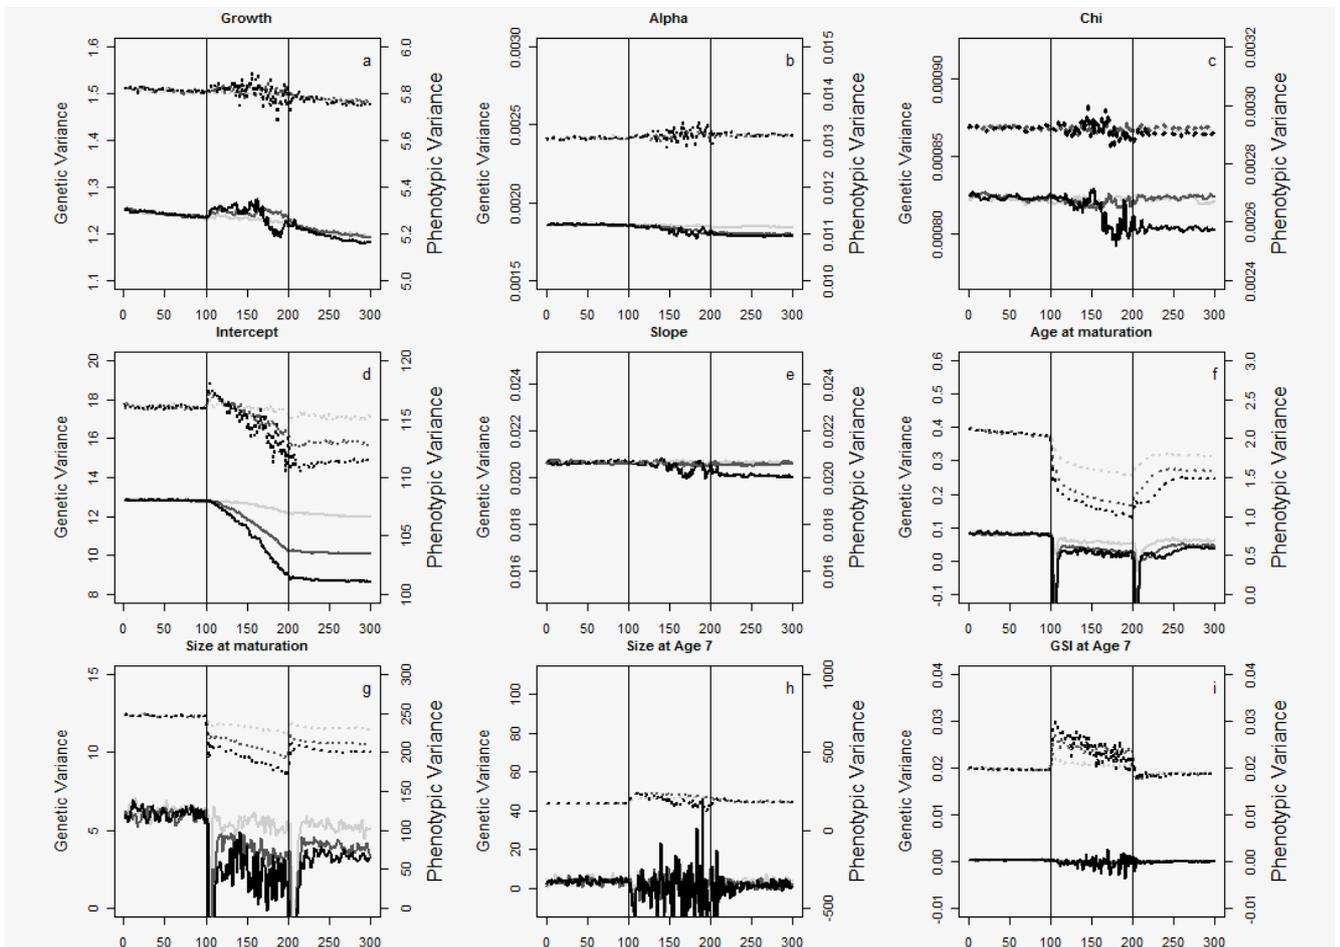 Growth
Alpha
Chi
a
b
c
Genetic Variance
1.1 1.2 1.3 1.4 1.5 1.6
5.0 5.2 5.4 5.6 5.8 6.0
Phenotypic Variance
Genetic Variance
0.0015 0.0020 0.0025 0.0030
0.010 0.011 0.012 0.013 0.014 0.015
Phenotypic Variance
Genetic Variance
0.00080 0.00085 0.00090
0.0024 0.0026 0.0028 0.0030 0.0032
Phenotypic Variance
0 50 100 150 200 250 300
0 50 100 150 200 250 300
0 50 100 150 200 250 300
Intercept
Slope
Age at maturation
d
e
f
Genetic Variance
8 10 12 14 16 18 20
100 105 110 115 120
Phenotypic Variance
Genetic Variance
0.016 0.018 0.020 0.022 0.024
0.016 0.018 0.020 0.022 0.024
Phenotypic Variance
Genetic Variance
-0.1 0.0 0.1 0.2 0.3 0.4 0.5 0.6
0.0 0.5 1.0 1.5 2.0 2.5 3.0
Phenotypic Variance
0 50 100 150 200 250 300
0 50 100 150 200 250 300
0 50 100 150 200 250 300
Size at maturation
Size at Age 7
GSI at Age 7
g
h
i
Genetic Variance
0 5 10 15
0 50 100 150 200 250 300
Phenotypic Variance
Genetic Variance
0 20 40 60 80 100
-500 0 500 1000
Phenotypic Variance
Genetic Variance
-0.01 0.00 0.01 0.02 0.03 0.04
-0.01 0.00 0.01 0.02 0.03 0.04
Phenotypic Variance
0 50 100 150 200 250 300
0 50 100 150 200 250 300
0 50 100 150 200 250 300